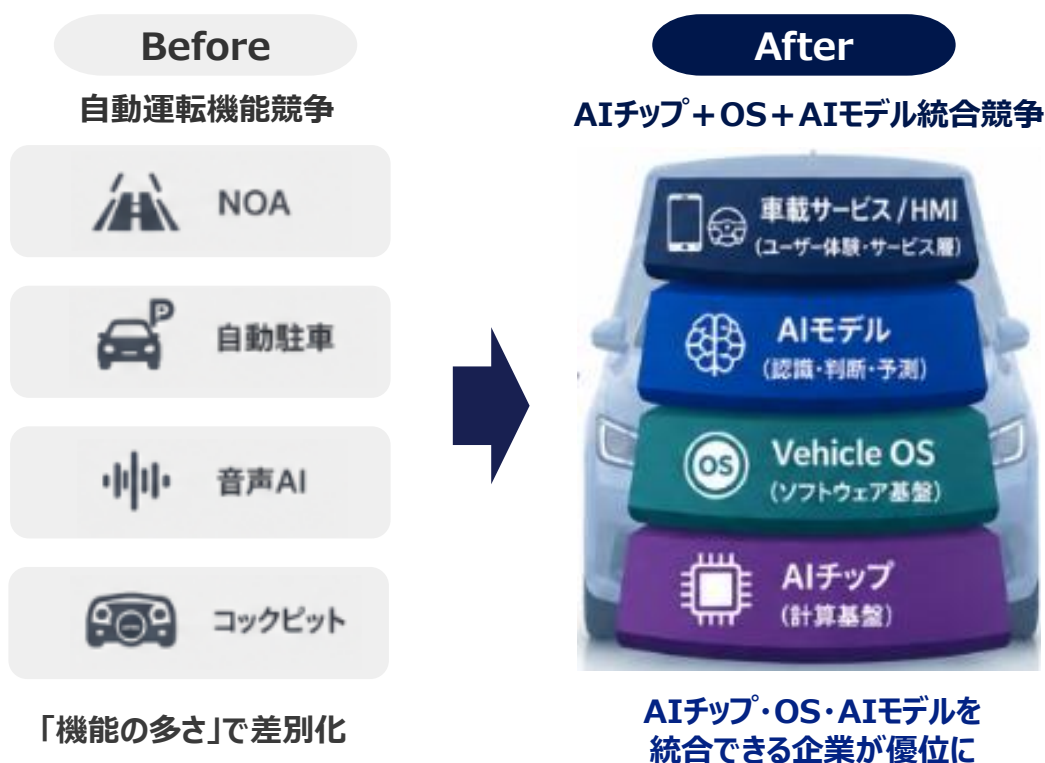 Before
自動運転機能競争
NOA
自動駐車
音声AI
コックピット
「機能の多さ」で差別化
After
AIチップ+OS+AIモデル統合競争
車載サービス/HMI
(ユーザー体験・サービス層)
AIモデル
(認識・判断・予測)
OS
Vehicle OS
(ソフトウェア基盤)
AIチップ
(計算基盤)
AIチップ・OS・AIモデルを
統合できる企業が優位に